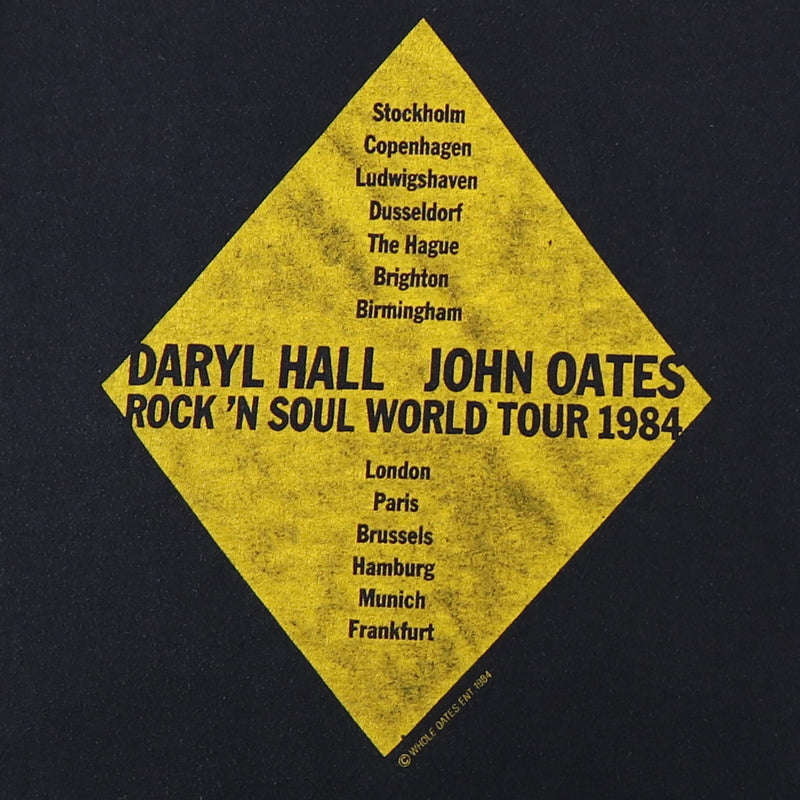 Stockholm
Copenhagen
Ludwigshaven
Dusseldorf
The Hague
Brighton
Birmingham
DARYL HALL JOHN OATES
ROCK 'N SOUL WORLD TOUR 1984
London
Paris
Brussels
Hamburg
Munich
Frankfurt
© WHOLE OATES ENT. 1984